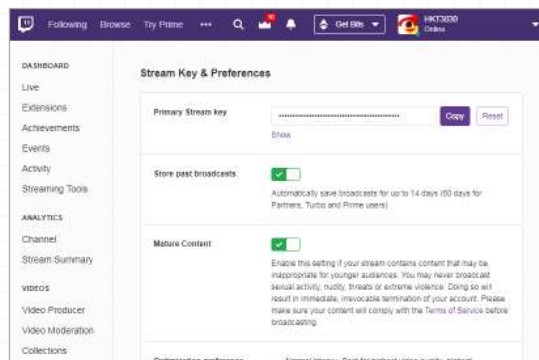 Following Browse Try Prime ••• Get Bits HKT3030
Online
DASHBOARD
Live
Extensions
Achievements
Events
Activity
Streaming Tools
ANALYTICS
Channel
Stream Summary
VIDEOS
Video Producer
Video Moderation
Collections
Stream Key & Preferences
Primary Stream key
Copy Reset
Show
Store past broadcasts
Automatically save broadcasts for up to 14 days (60 days for
Partners, Turbo and Prime users)
Mature Content
Enable this setting if your stream contains content that may be
inappropriate for younger audiences. You may never broadcast
sexual activity, nudity, threats or extreme violence. Doing so will
result in immediate, irrevocable termination of your account. Please
make sure your content will comply with the Terms of Service before
broadcasting.